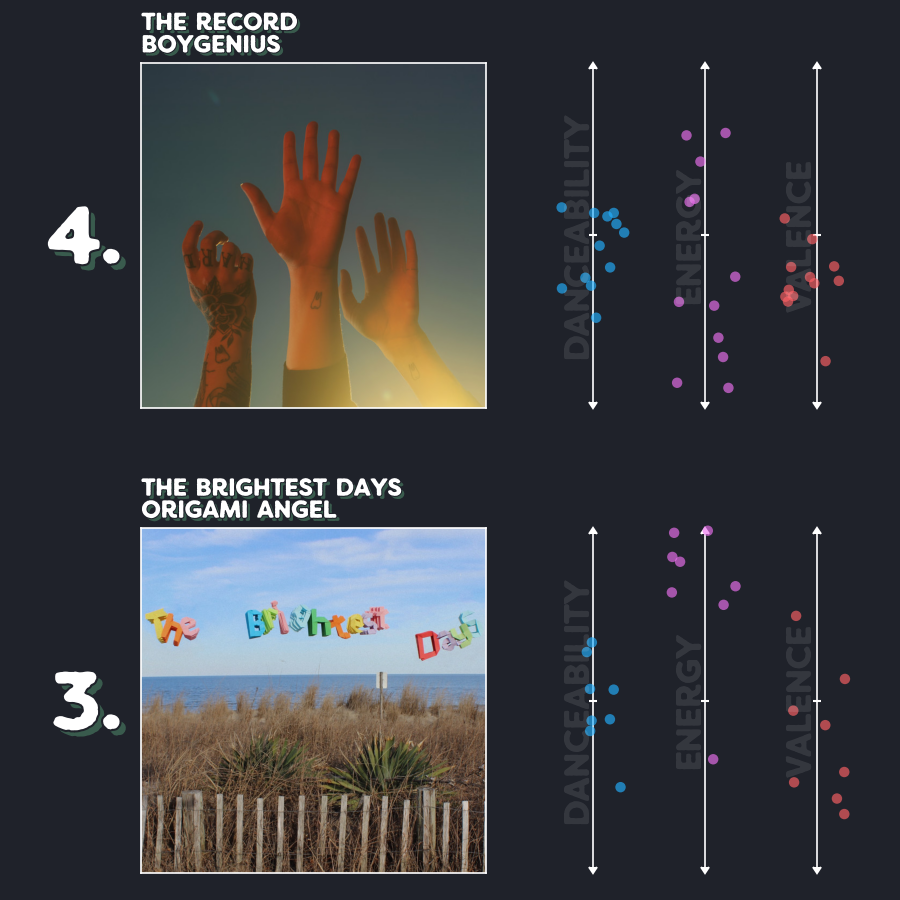 THE RECORD
BOYGENIUS
4.
DANCEABILITY
ENERGY
VALENCE
THE BRIGHTEST DAYS
ORIGAMI ANGEL
3.
The Brightest Days
DANCEABILITY
ENERGY
VALENCE